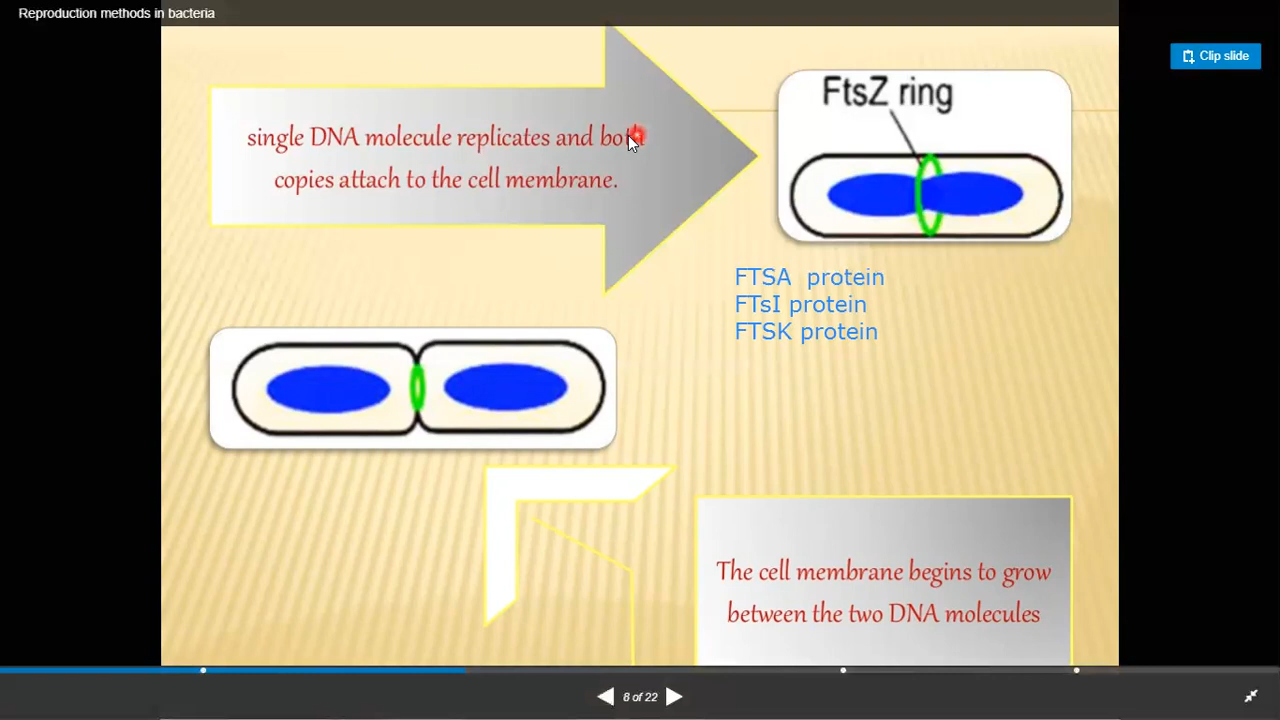 Reproduction methods in bacteria
Clip slide
single DNA molecule replicates and both
copies attach to the cell membrane.
FtsZ ring
FTSA protein
FTsI protein
FTSK protein
The cell membrane begins to grow
between the two DNA molecules
8 of 22